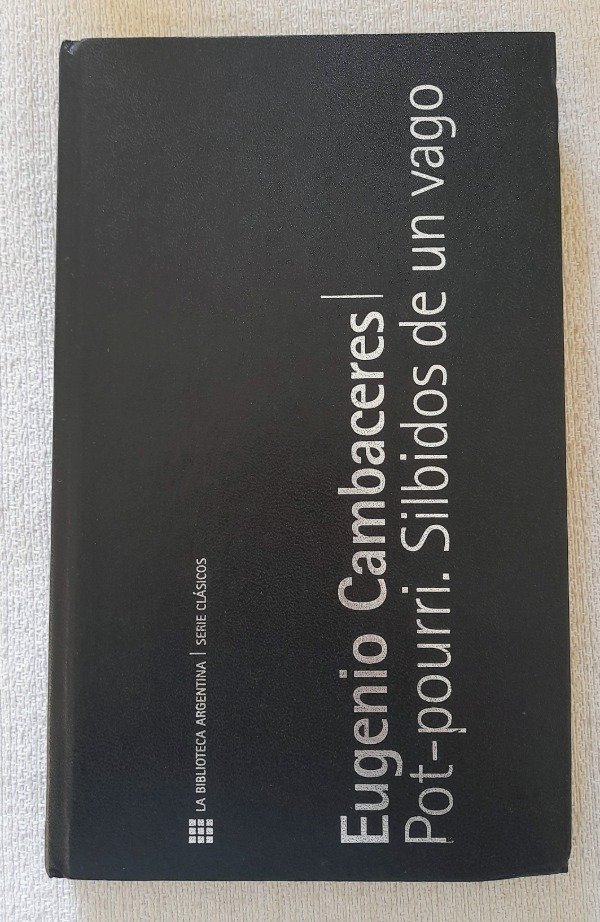 LA BIBLIOTECA ARGENTINA | SERIE CLÁSICOS
Eugenio Cambaceres|
Pot-pourri. Silbidos de un vago